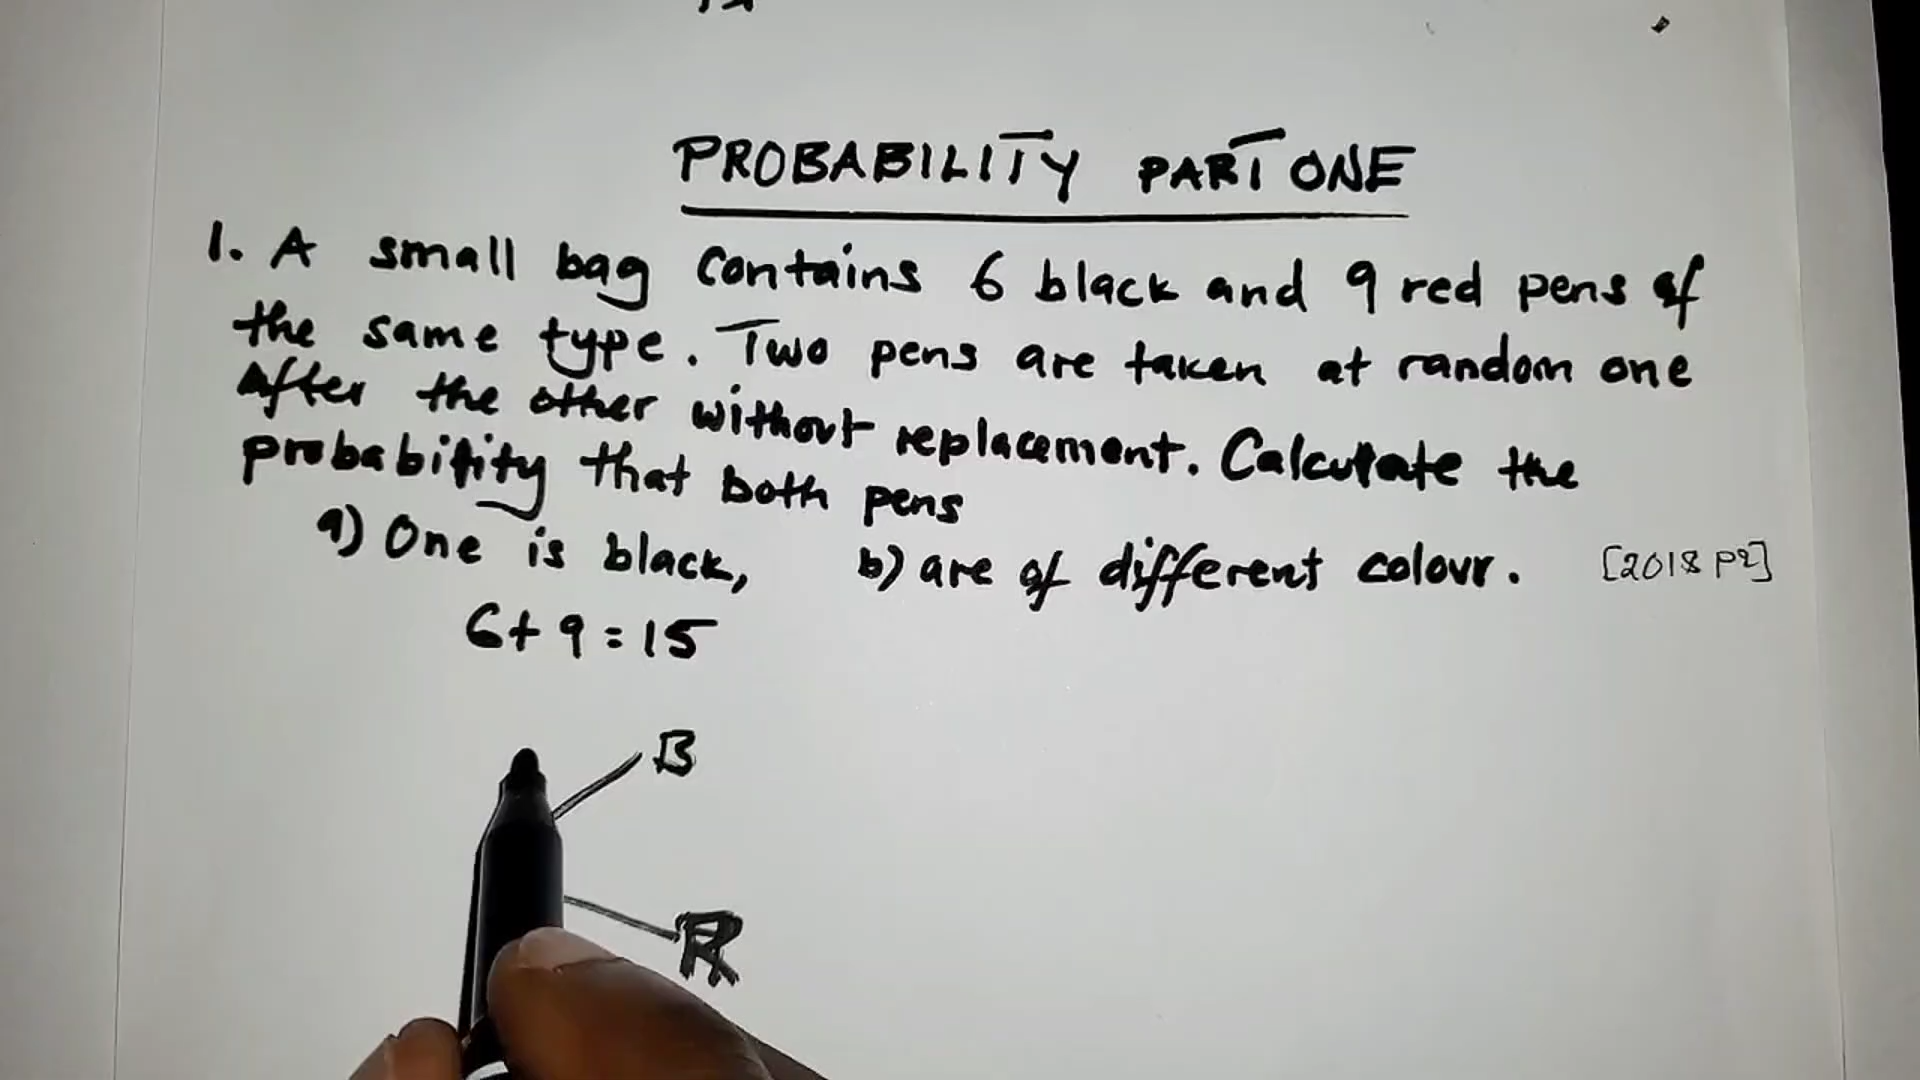 PROBABILITY PART ONE
1. A small bag contains 6 black and 9 red pens of
the same type. Two pens are taken at random one
After the other without replacement. Calculate the
probability that both pens
a) One is black, b) are of different colour. [2018 P2]
6+9=15
B
R